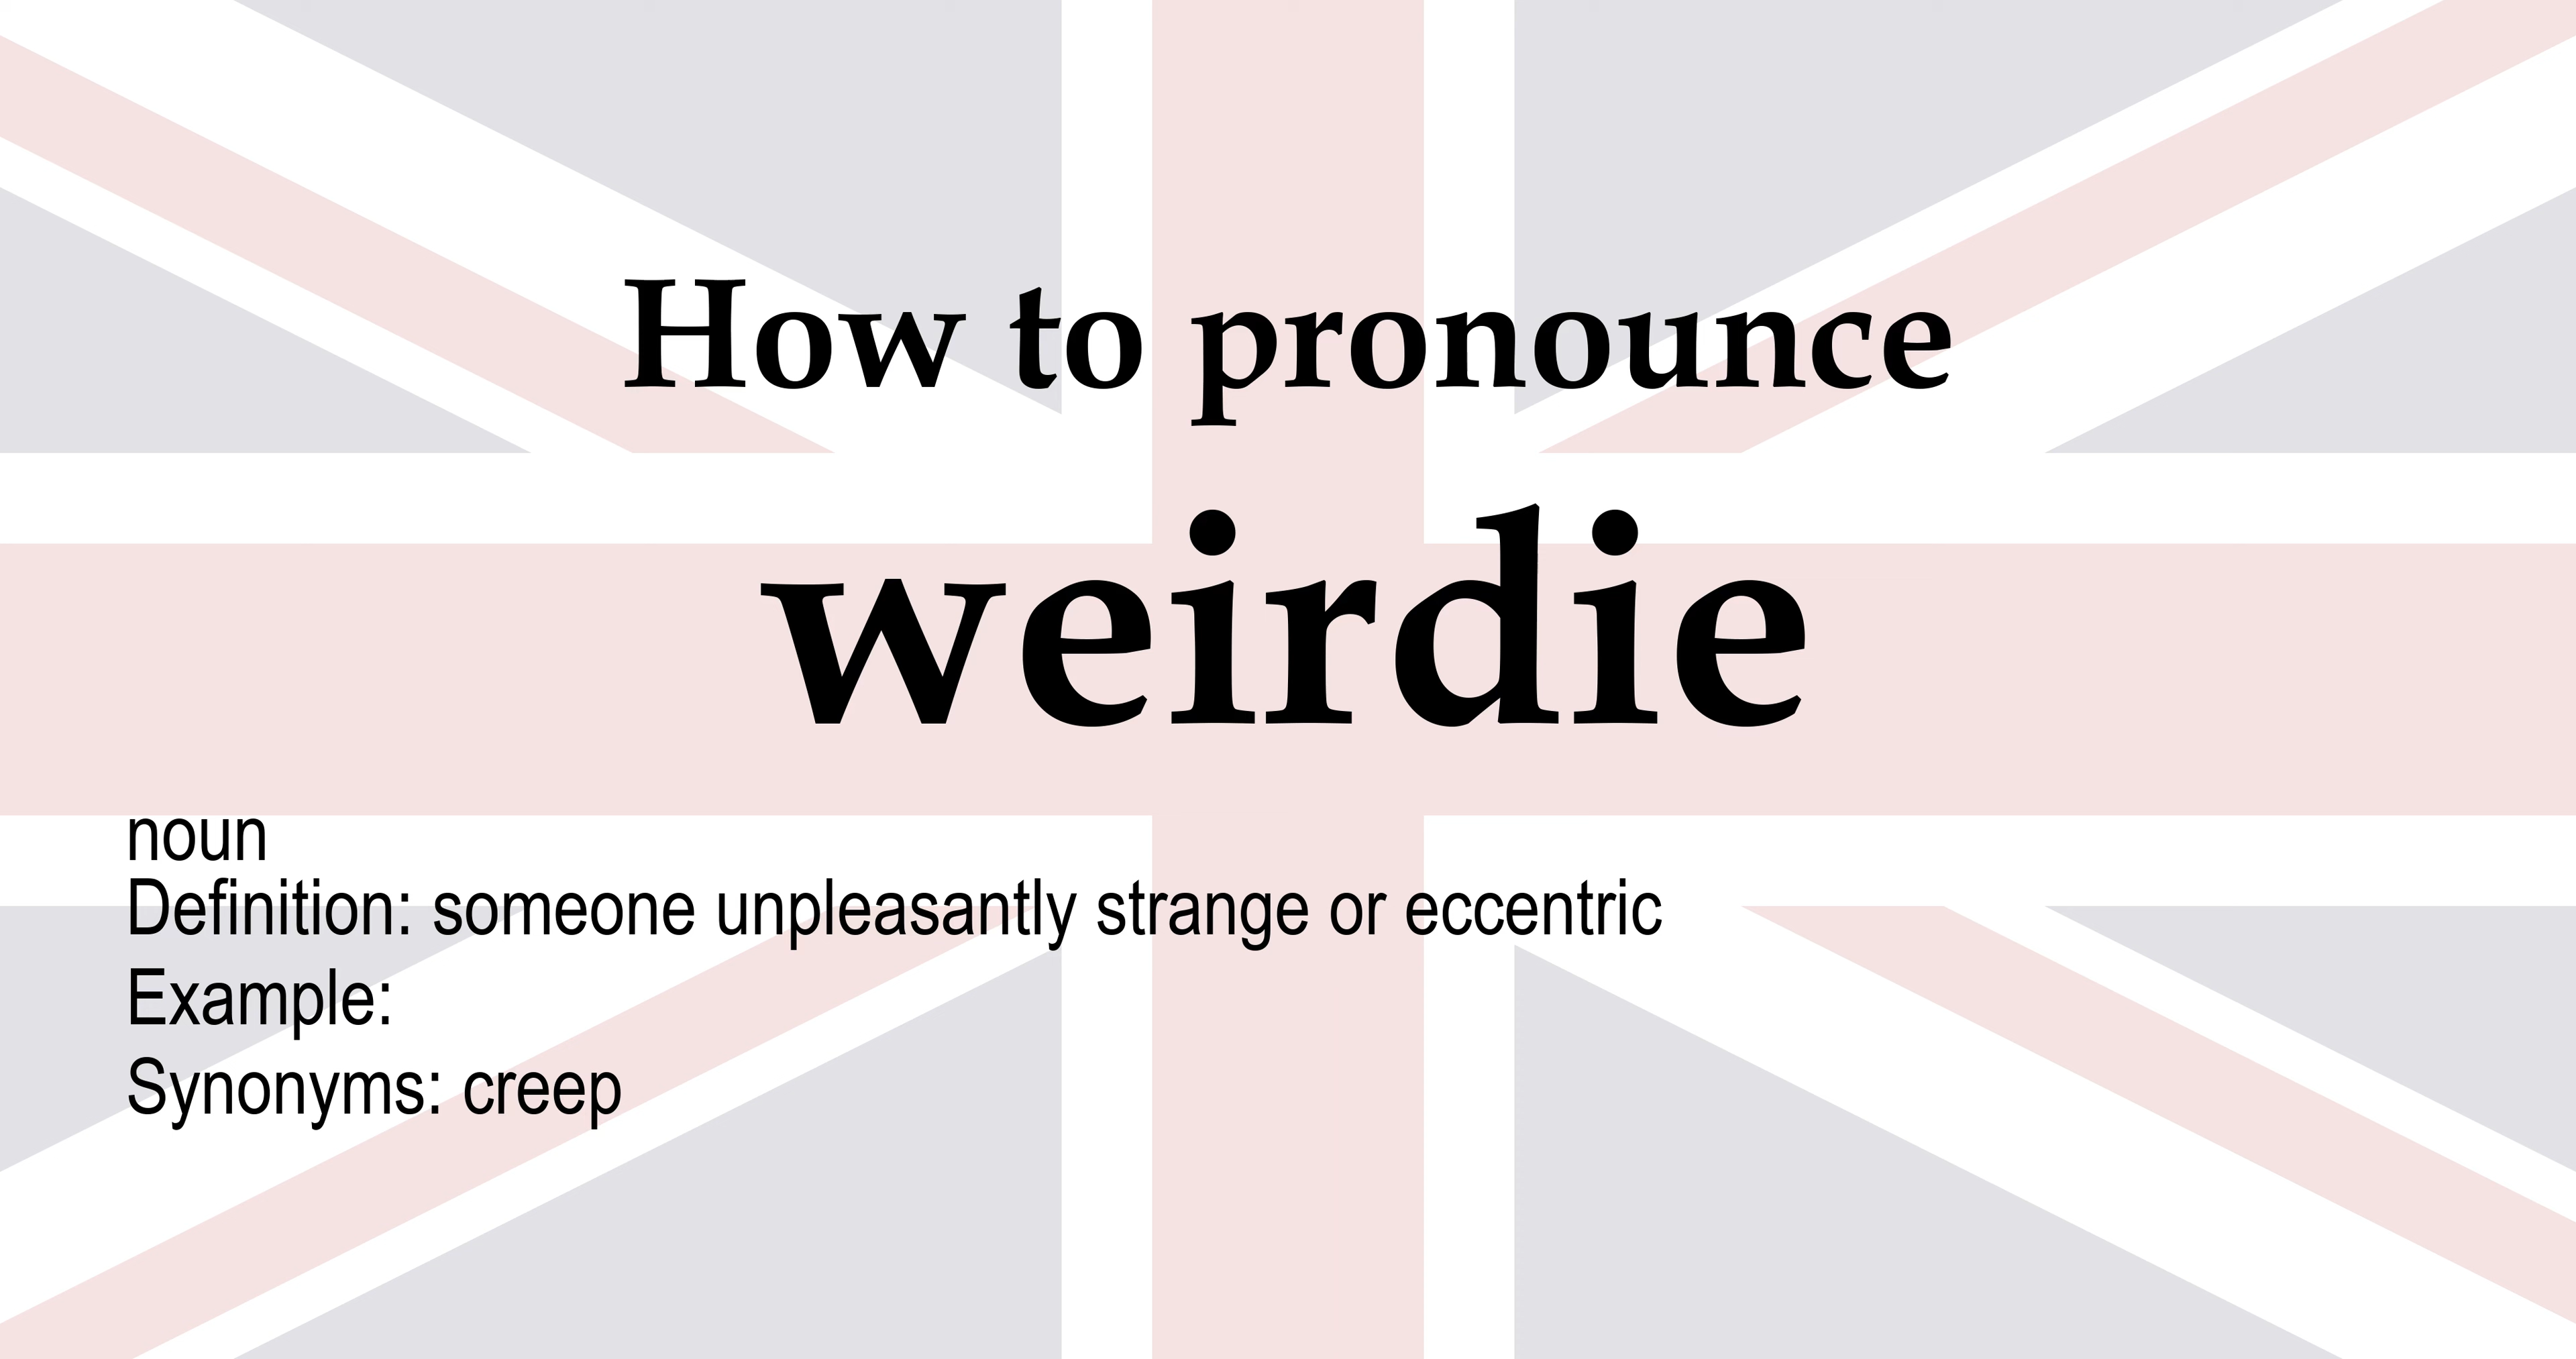 How to pronounce
weirdie
noun
Definition: someone unpleasantly strange or eccentric
Example:
Synonyms: creep